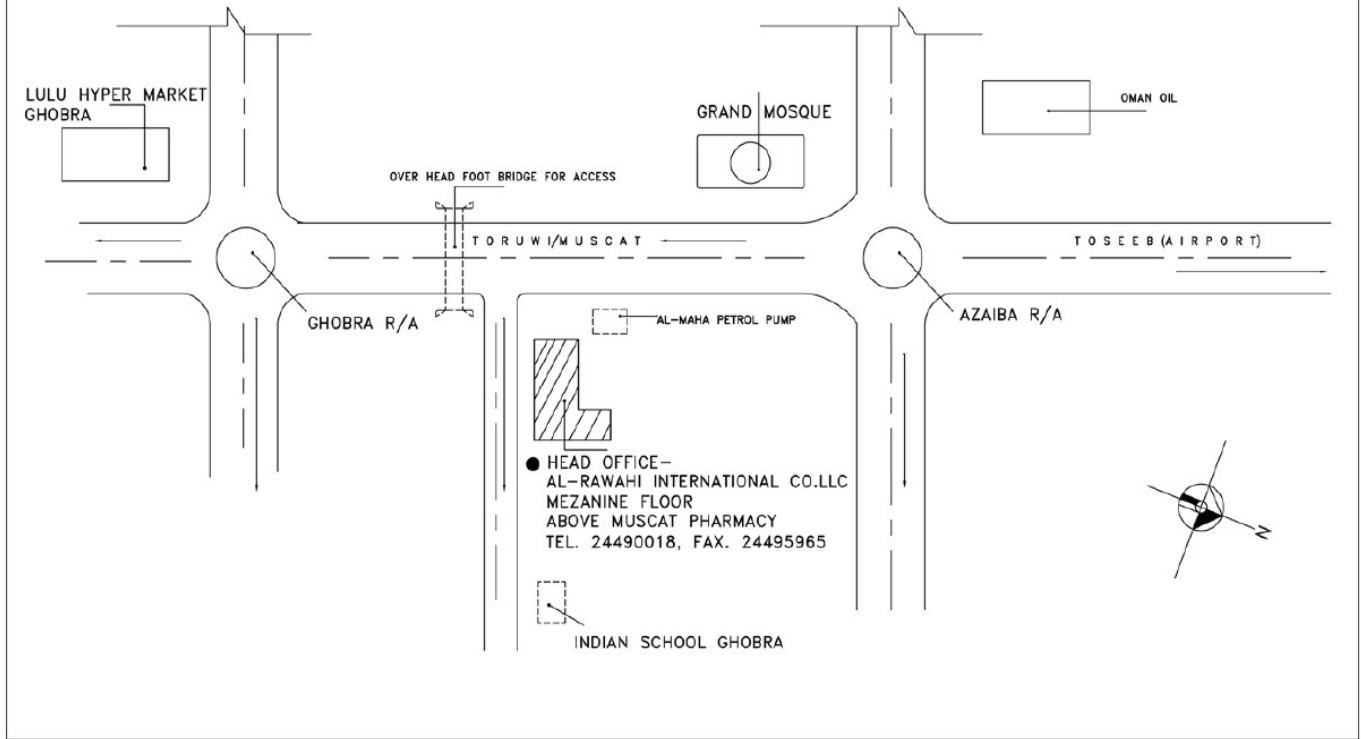 LULU HYPER MARKET
GHOBRA
GRAND MOSQUE
OMAN OIL
OVER HEAD FOOT BRIDGE FOR ACCESS
TORUWI/MUSCAT
TOSEEB(AIRPORT)
GHOBRA R/A
AL-MAHA PETROL PUMP
AZAIBA R/A
HEAD OFFICE-
AL-RAWAHI INTERNATIONAL CO.LLC
MEZANINE FLOOR
ABOVE MUSCAT PHARMACY
TEL. 24490018, FAX. 24495965
N
INDIAN SCHOOL GHOBRA